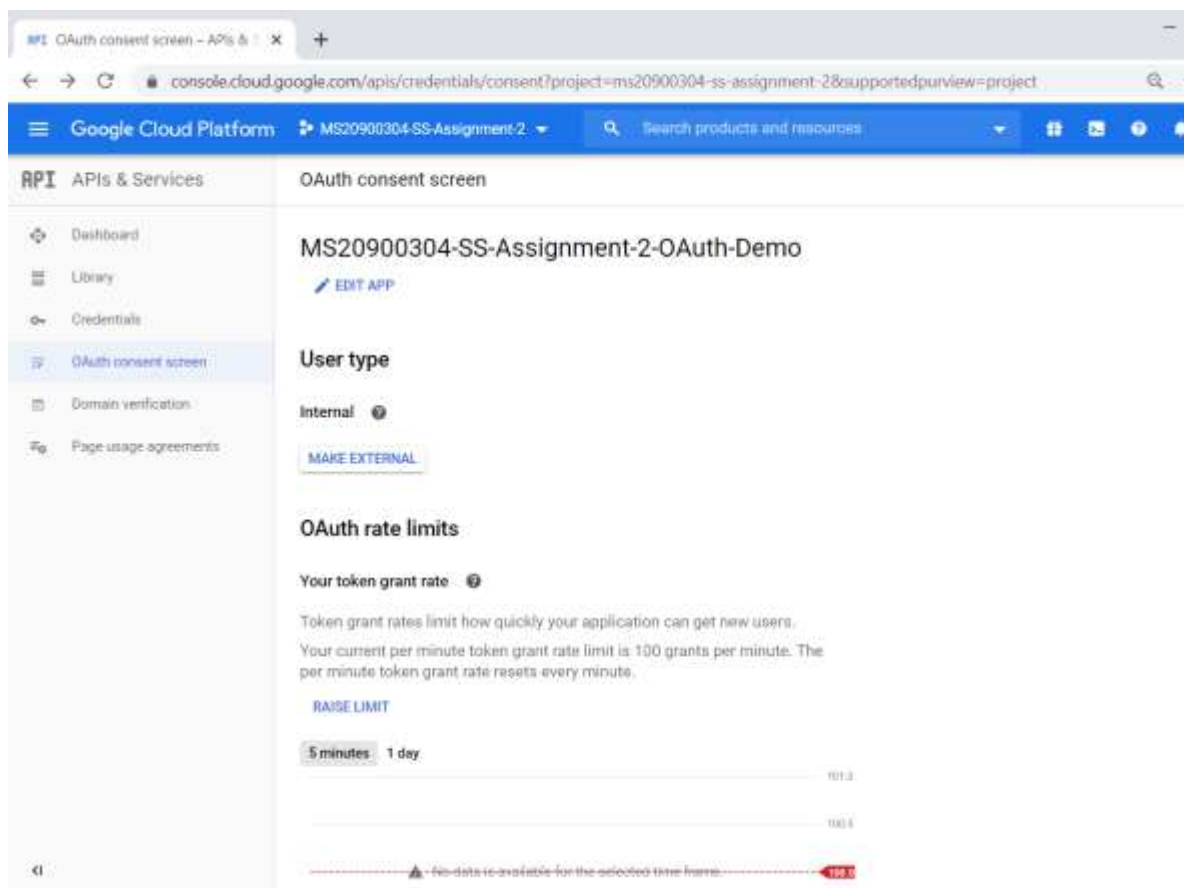 API OAuth consent screen – APIs & S
console.cloud.google.com/apis/credentials/consent?project=ms20900304-ss-assignment-2&supportedpurview=project
Google Cloud Platform
MS20900304-SS-Assignment-2
Search products and resources
API APIs & Services
OAuth consent screen
Dashboard
Library
Credentials
OAuth consent screen
Domain verification
Page usage agreements
MS20900304-SS-Assignment-2-OAuth-Demo
EDIT APP
User type
Internal
MAKE EXTERNAL
OAuth rate limits
Your token grant rate
Token grant rates limit how quickly your application can get new users.
Your current per minute token grant rate limit is 100 grants per minute. The
per minute token grant rate resets every minute.
RAISE LIMIT
5 minutes 1 day
No data is available for the selected time frame.